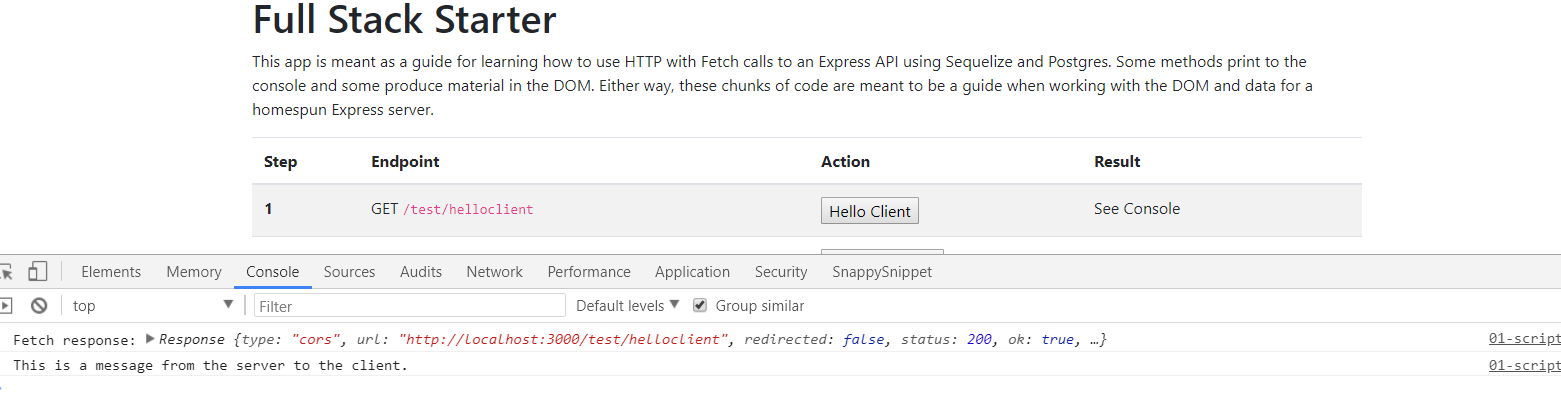 Full Stack Starter
This app is meant as a guide for learning how to use HTTP with Fetch calls to an Express API using Sequelize and Postgres. Some methods print to the
console and some produce material in the DOM. Either way, these chunks of code are meant to be a guide when working with the DOM and data for a
homespun Express server.
Step Endpoint Action Result
1 GET /test/helloclient Hello Client See Console
Elements Memory Console Sources Audits Network Performance Application Security SnappySnippet
top Filter Default levels Group similar
Fetch response: Response {type: "cors", url: "http://localhost:3000/test/helloclient", redirected: false, status: 200, ok: true, …} 01-script
This is a message from the server to the client. 01-script